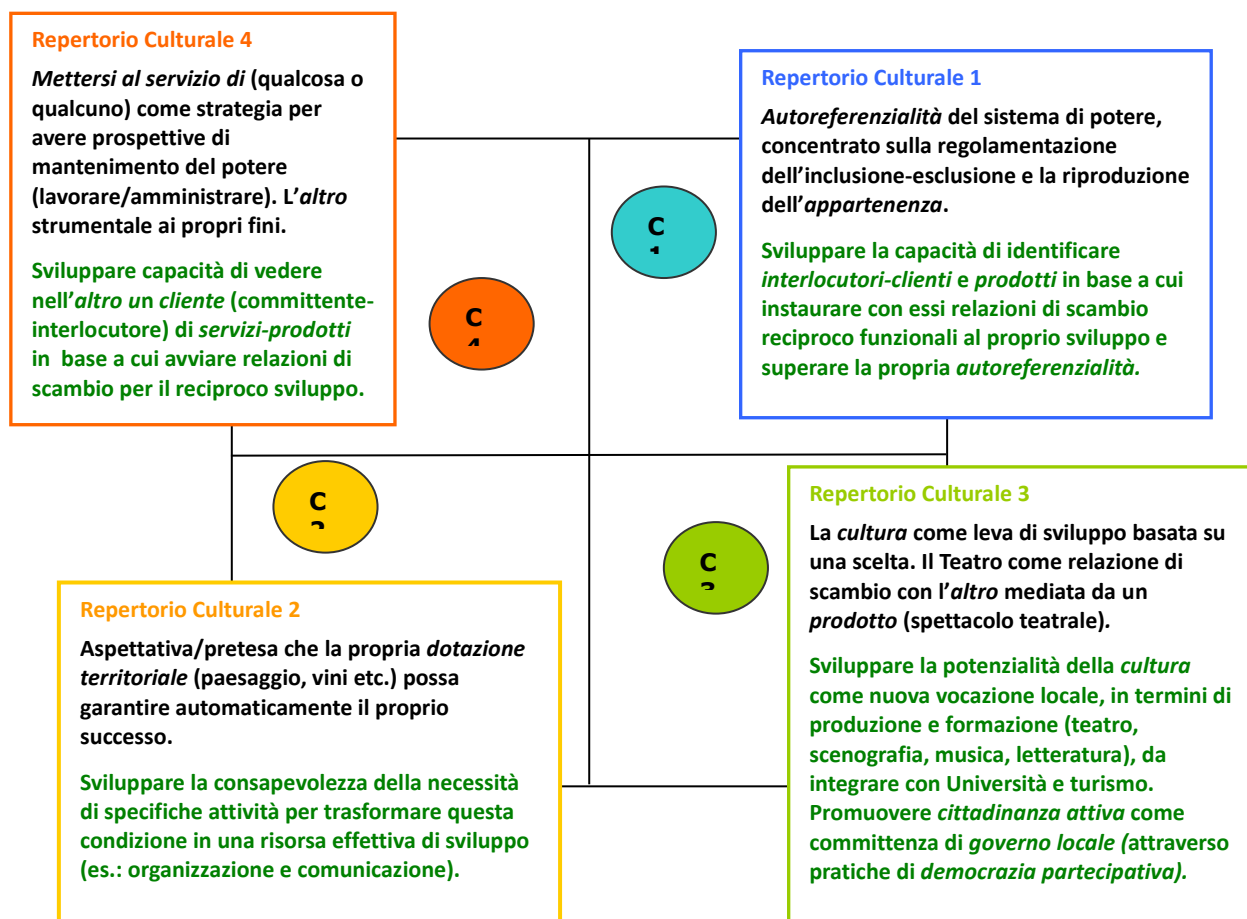 Repertorio Culturale 4
Mettersi al servizio di (qualcosa o
qualcuno) come strategia per
avere prospettive di
mantenimento del potere
(lavorare/amministrare). L’altro
strumentale ai propri fini.
Sviluppare capacità di vedere
nell’altro un cliente (committente-
interlocutore) di servizi-prodotti
in  base a cui avviare relazioni di
scambio per il reciproco sviluppo.
Repertorio Culturale 1
Autoreferenzialità del sistema di potere,
concentrato sulla regolamentazione
dell’inclusione-esclusione e la riproduzione
dell’appartenenza.
Sviluppare la capacità di identificare
interlocutori-clienti e prodotti in base a cui
instaurare con essi relazioni di scambio
reciproco funzionali al proprio sviluppo e
superare la propria autoreferenzialità.
C
1
C
4
C
2
C
3
Repertorio Culturale 2
Aspettativa/pretesa che la propria dotazione
territoriale (paesaggio, vini etc.) possa
garantire automaticamente il proprio
successo.
Sviluppare la consapevolezza della necessità
di specifiche attività per trasformare questa
condizione in una risorsa effettiva di sviluppo
(es.: organizzazione e comunicazione).
Repertorio Culturale 3
La cultura come leva di sviluppo basata su
una scelta. Il Teatro come relazione di
scambio con l’altro mediata da un
prodotto (spettacolo teatrale).
Sviluppare la potenzialità della cultura
come nuova vocazione locale, in termini di
produzione e formazione (teatro,
scenografia, musica, letteratura), da
integrare con Università e turismo.
Promuovere cittadinanza attiva come
committenza di governo locale (attraverso
pratiche di democrazia partecipativa).